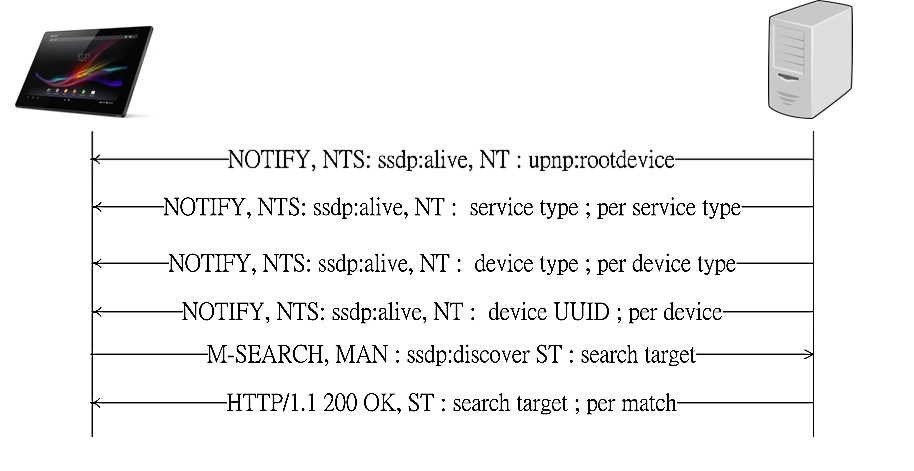 NOTIFY, NTS: ssdp:alive, NT : upnp:rootdevice
NOTIFY, NTS: ssdp:alive, NT :  service type ; per service type
NOTIFY, NTS: ssdp:alive, NT :  device type ; per device type
NOTIFY, NTS: ssdp:alive, NT :  device UUID ; per device
M-SEARCH, MAN : ssdp:discover ST : search target
HTTP/1.1 200 OK, ST : search target ; per match